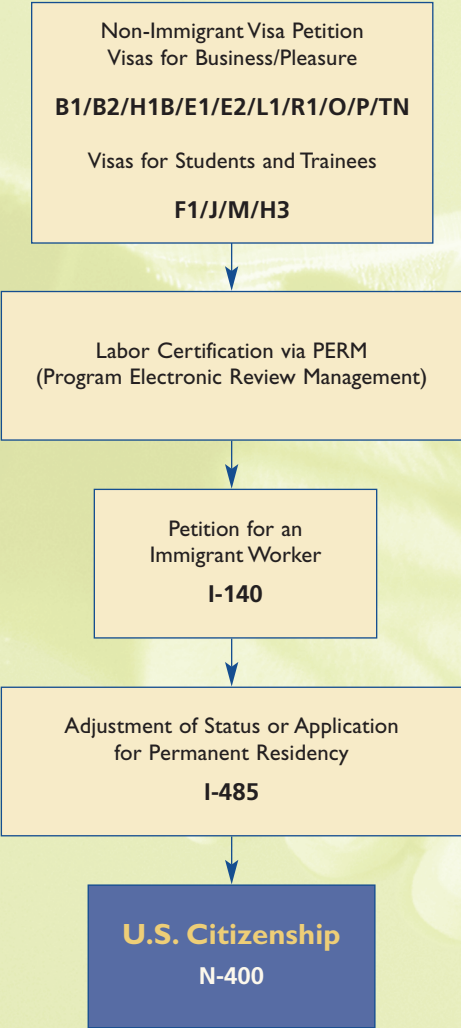 Non-Immigrant Visa Petition
Visas for Business/Pleasure
B1/B2/H1B/E1/E2/L1/R1/O/P/TN
Visas for Students and Trainees
F1/J/M/H3
Labor Certification via PERM
(Program Electronic Review Management)
Petition for an
Immigrant Worker
I-140
Adjustment of Status or Application
for Permanent Residency
I-485
U.S. Citizenship
N-400